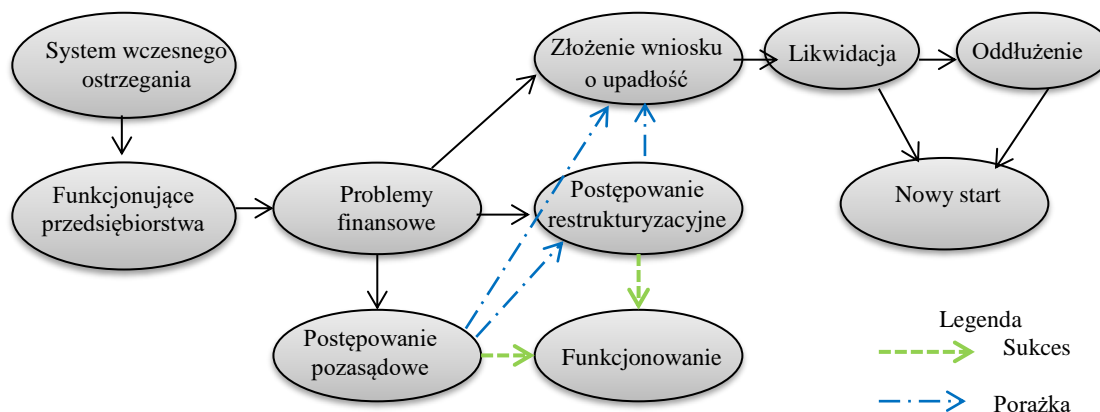 System wczesnego
ostrzegania
Złożenie wniosku
o upadłość
Likwidacja
Oddłużenie
Funkcjonujące
przedsiębiorstwa
Problemy
finansowe
Postępowanie
restrukturyzacyjne
Nowy start
Postępowanie
pozasądowe
Funkcjonowanie
Legenda
Sukces
Porażka